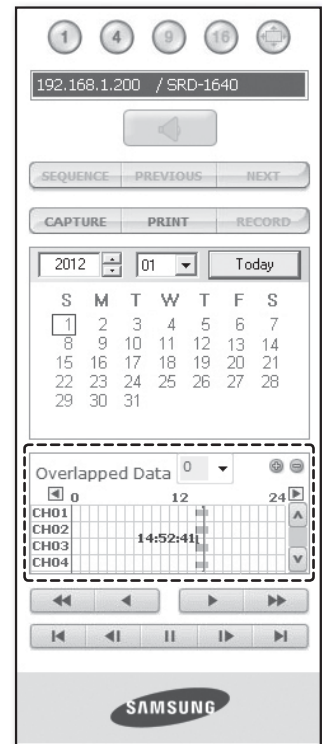 1 4 9 16
192.168.1.200 / SRD-1640
SEQUENCE PREVIOUS NEXT
CAPTURE PRINT RECORD
2012 01 Today
S M T W T F S
1 2 3 4 5 6 7
8 9 10 11 12 13 14
15 16 17 18 19 20 21
22 23 24 25 26 27 28
29 30 31
Overlapped Data 0
0 12 24
CH01
CH02
14:52:41
CH03
CH04
SAMSUNG